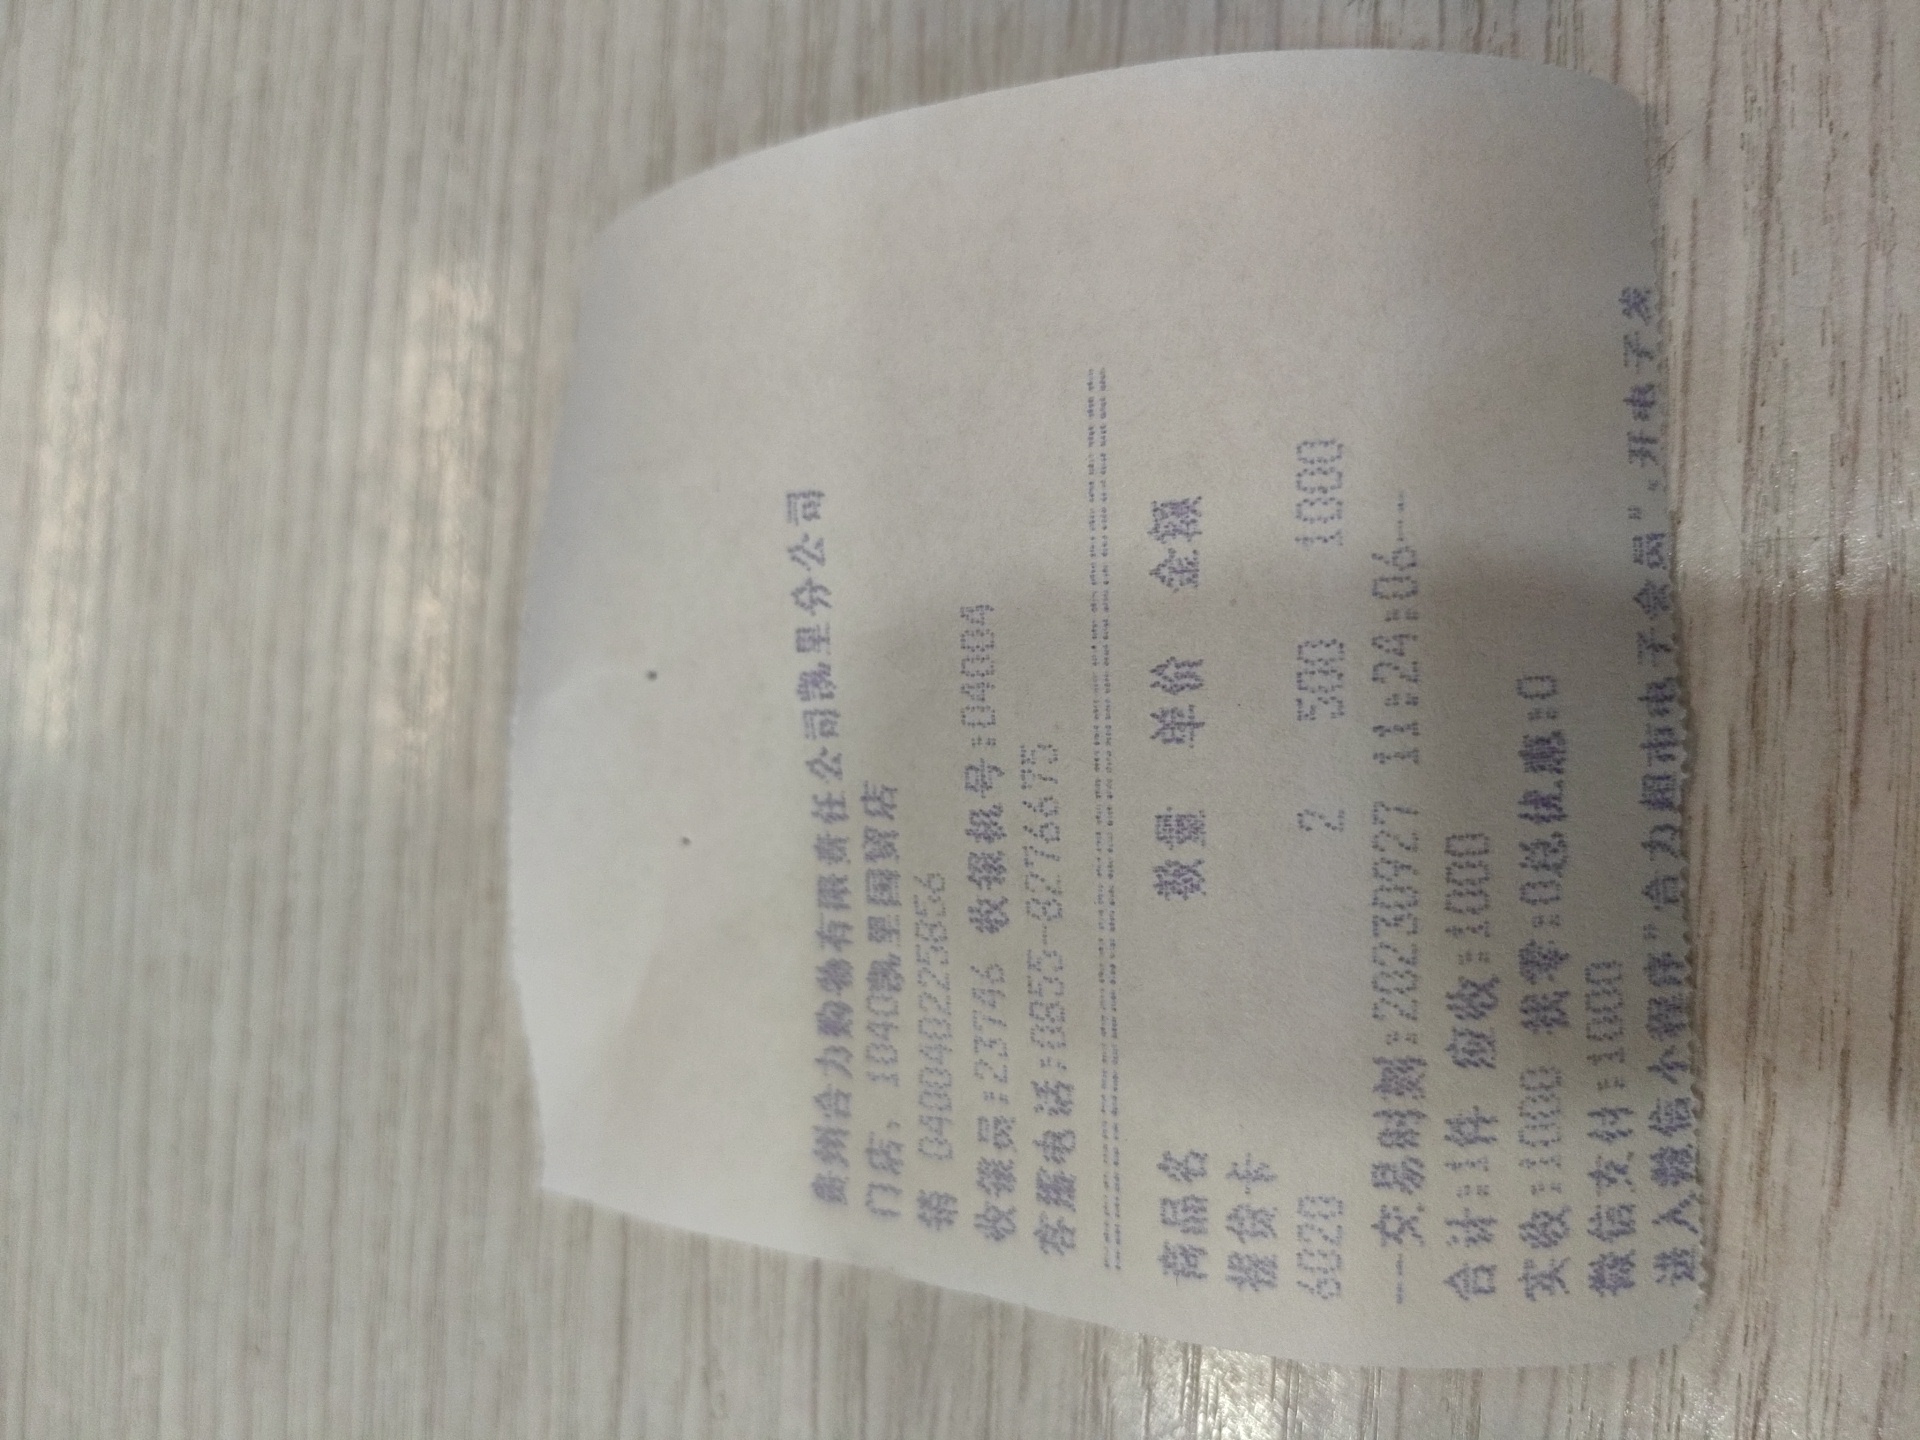 贵州合力购物有限责任公司凯里分公司
门店: 1040凯里国贸店
销 040040225856
收银员:23746 收银机号:04004
客服电话:0855-8276675
================================
商品名 数量 单价 金额
提货卡
6020 2 500 1000
--交易时刻:20230927 11:24:06--
合计:1件 应收:1000
实收:1000 找零:0总优惠:0
微信支付:1000
进入微信小程序"合力超市电子会员",开电子发